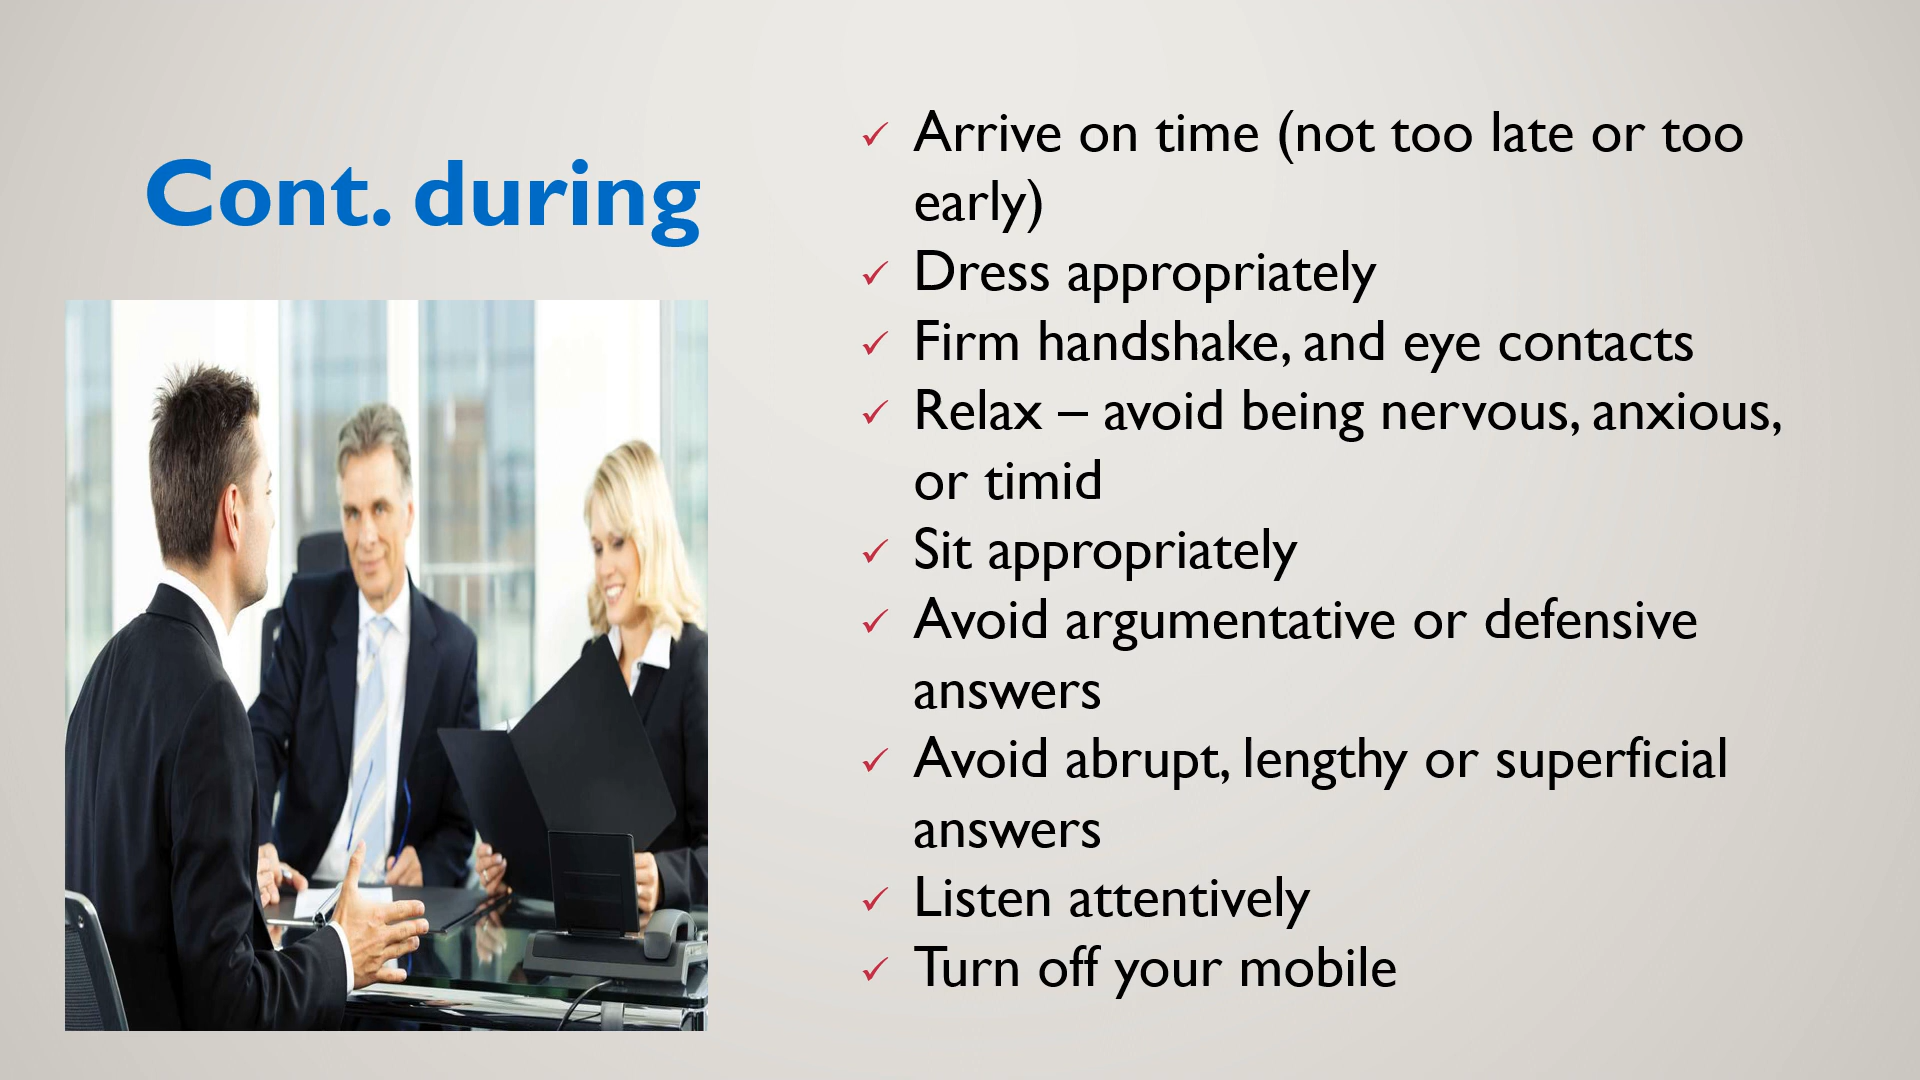 Cont. during
✓ Arrive on time (not too late or too
early)
✓ Dress appropriately
✓ Firm handshake, and eye contacts
✓ Relax – avoid being nervous, anxious,
or timid
✓ Sit appropriately
✓ Avoid argumentative or defensive
answers
✓ Avoid abrupt, lengthy or superficial
answers
✓ Listen attentively
✓ Turn off your mobile